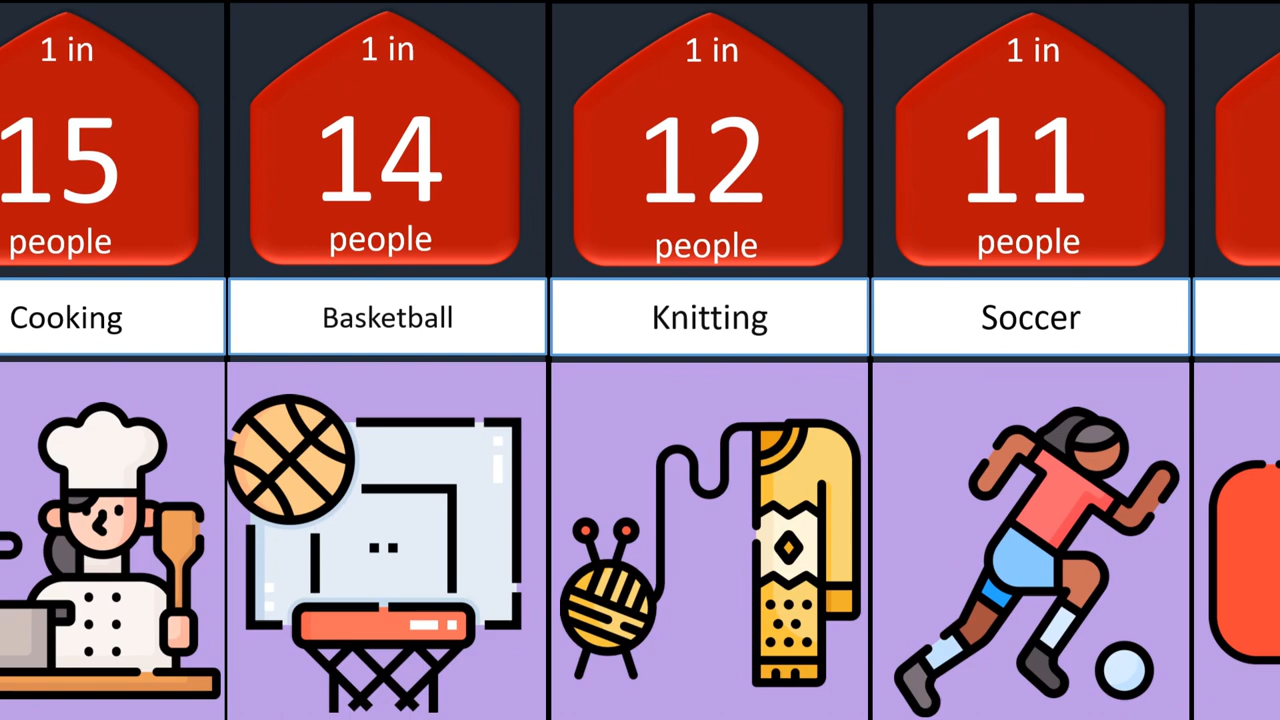 1 in
15
people
Cooking
1 in
14
people
Basketball
1 in
12
people
Knitting
1 in
11
people
Soccer